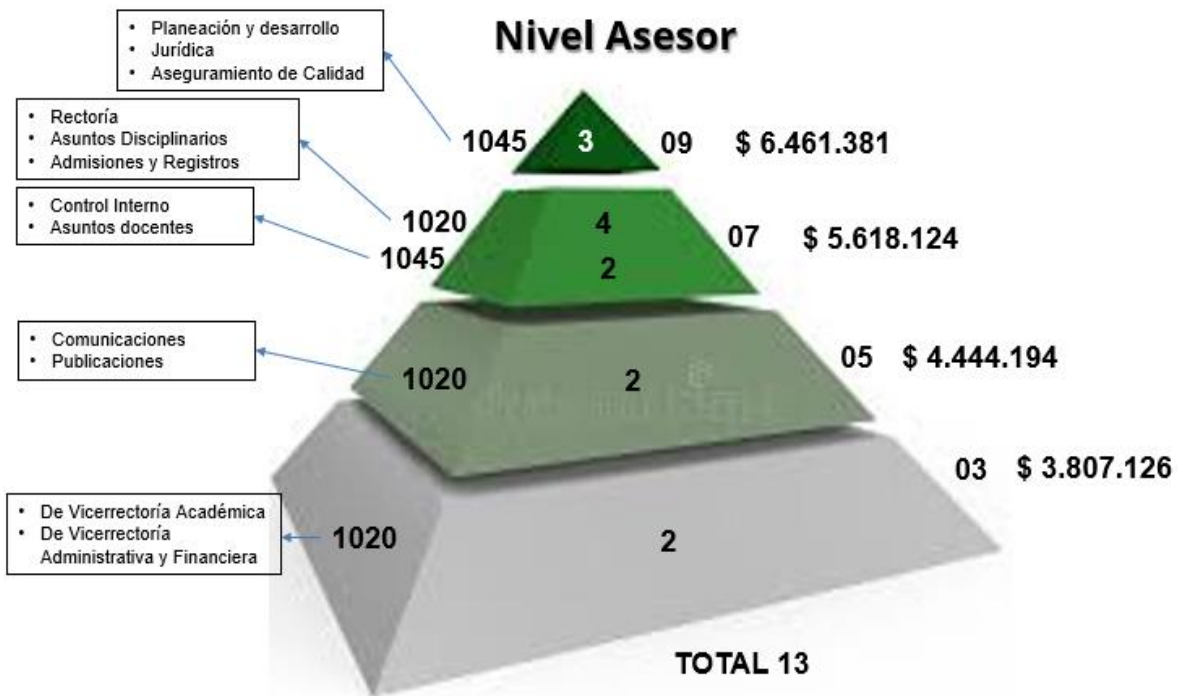 Nivel Asesor
• Planeación y desarrollo
• Jurídica
• Aseguramiento de Calidad
1045
3
09
$ 6.461.381
• Rectoría
• Asuntos Disciplinarios
• Admisiones y Registros
1020
4
• Control Interno
• Asuntos docentes
1045
2
07
$ 5.618.124
• Comunicaciones
• Publicaciones
1020
2
05
$ 4.444.194
• De Vicerrectoría Académica
• De Vicerrectoría
Administrativa y Financiera
1020
2
03
$ 3.807.126
TOTAL 13